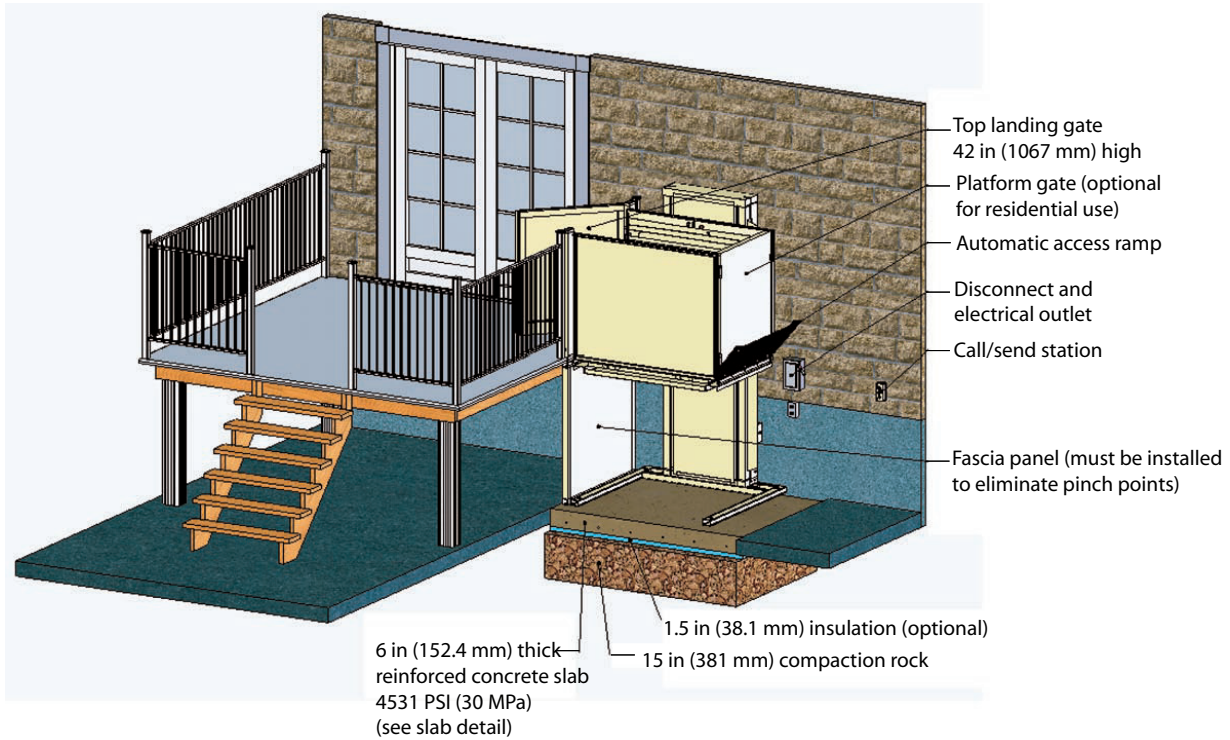 Top landing gate
42 in (1067 mm) high
Platform gate (optional
for residential use)
Automatic access ramp
Disconnect and
electrical outlet
Call/send station
Fascia panel (must be installed
to eliminate pinch points)
1.5 in (38.1 mm) insulation (optional)
15 in (381 mm) compaction rock
6 in (152.4 mm) thick
reinforced concrete slab
4531 PSI (30 MPa)
(see slab detail)